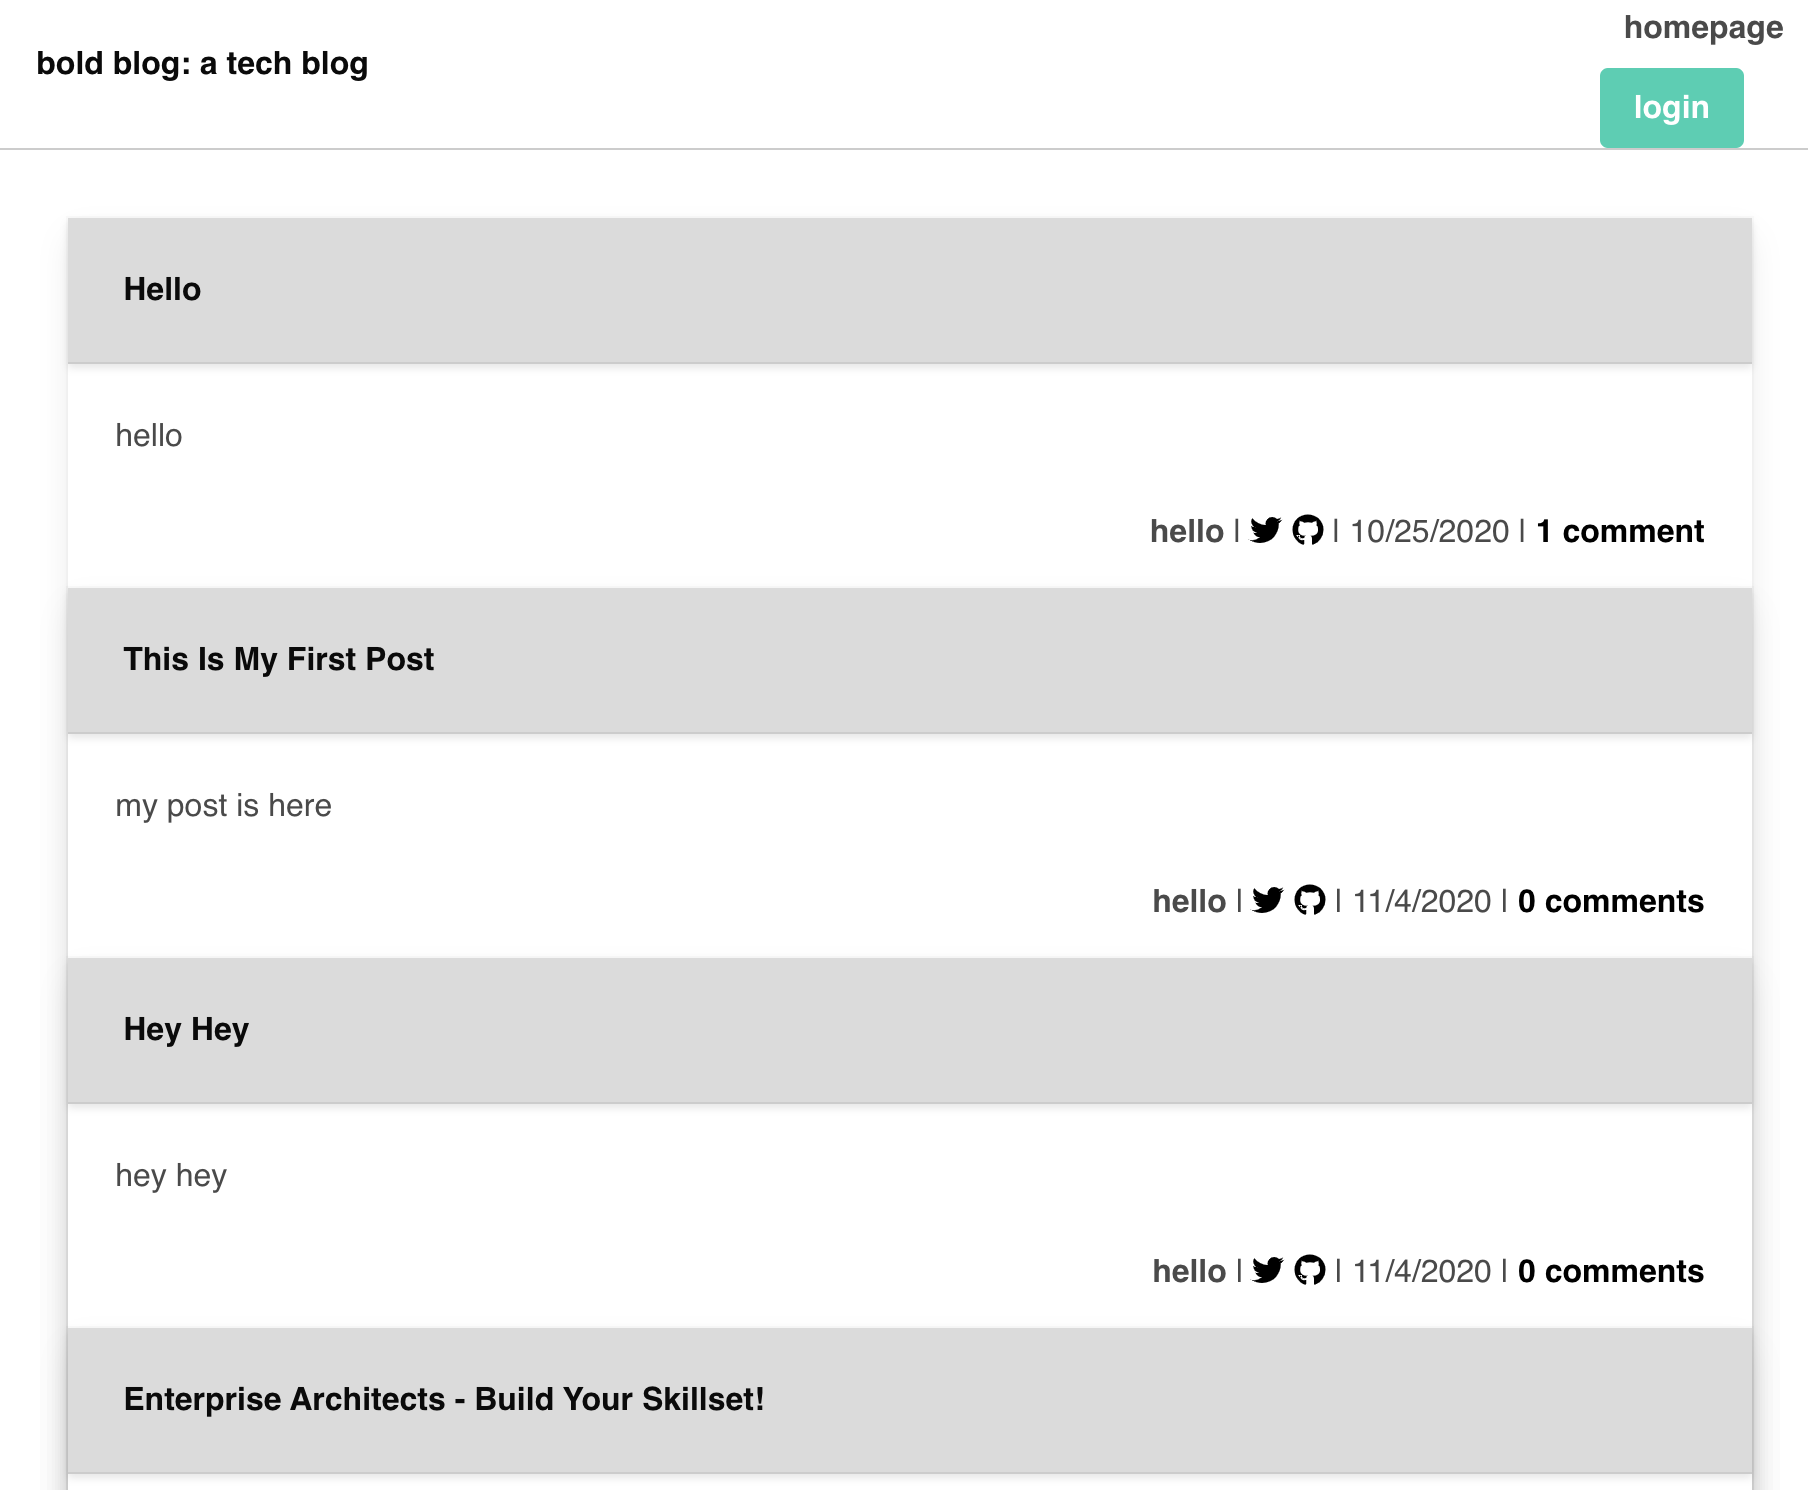 homepage
bold blog: a tech blog
login
Hello
hello
hello | | 10/25/2020 | 1 comment
This Is My First Post
my post is here
hello | | 11/4/2020 | 0 comments
Hey Hey
hey hey
hello | | 11/4/2020 | 0 comments
Enterprise Architects - Build Your Skillset!